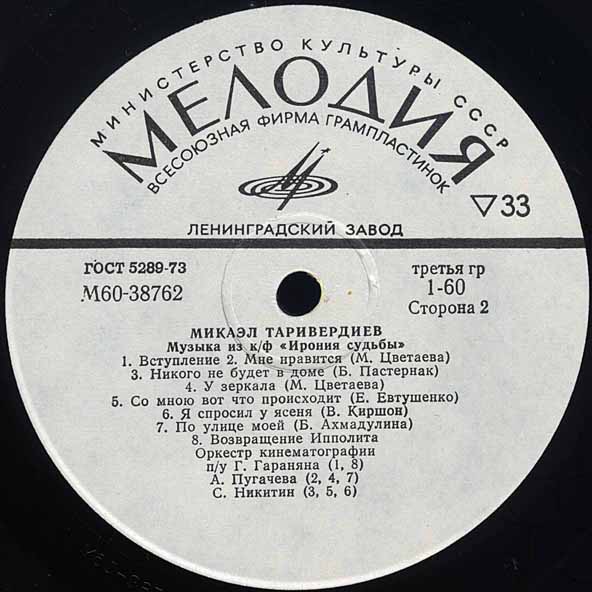 МИНИСТЕРСТВО КУЛЬТУРЫ СССР
МЕЛОДИЯ
ВСЕСОЮЗНАЯ ФИРМА ГРАМПЛАСТИНОК
33
ЛЕНИНГРАДСКИЙ ЗАВОД
ГОСТ 5289-73
М60-38762
третья гр
1-60
Сторона 2
МИКАЭЛ ТАРИВЕРДИЕВ
Музыка из к/ф «Ирония судьбы»
1. Вступление 2. Мне нравится (М. Цветаева)
3. Никого не будет в доме (Б. Пастернак)
4. У зеркала (М. Цветаева)
5. Со мною вот что происходит (Е. Евтушенко)
6. Я спросил у ясеня (В. Киршон)
7. По улице моей (Б. Ахмадулина)
8. Возвращение Ипполита
Оркестр кинематографии
п/у Г. Гараняна (1, 8)
А. Пугачева (2, 4, 7)
С. Никитин (3, 5, 6)